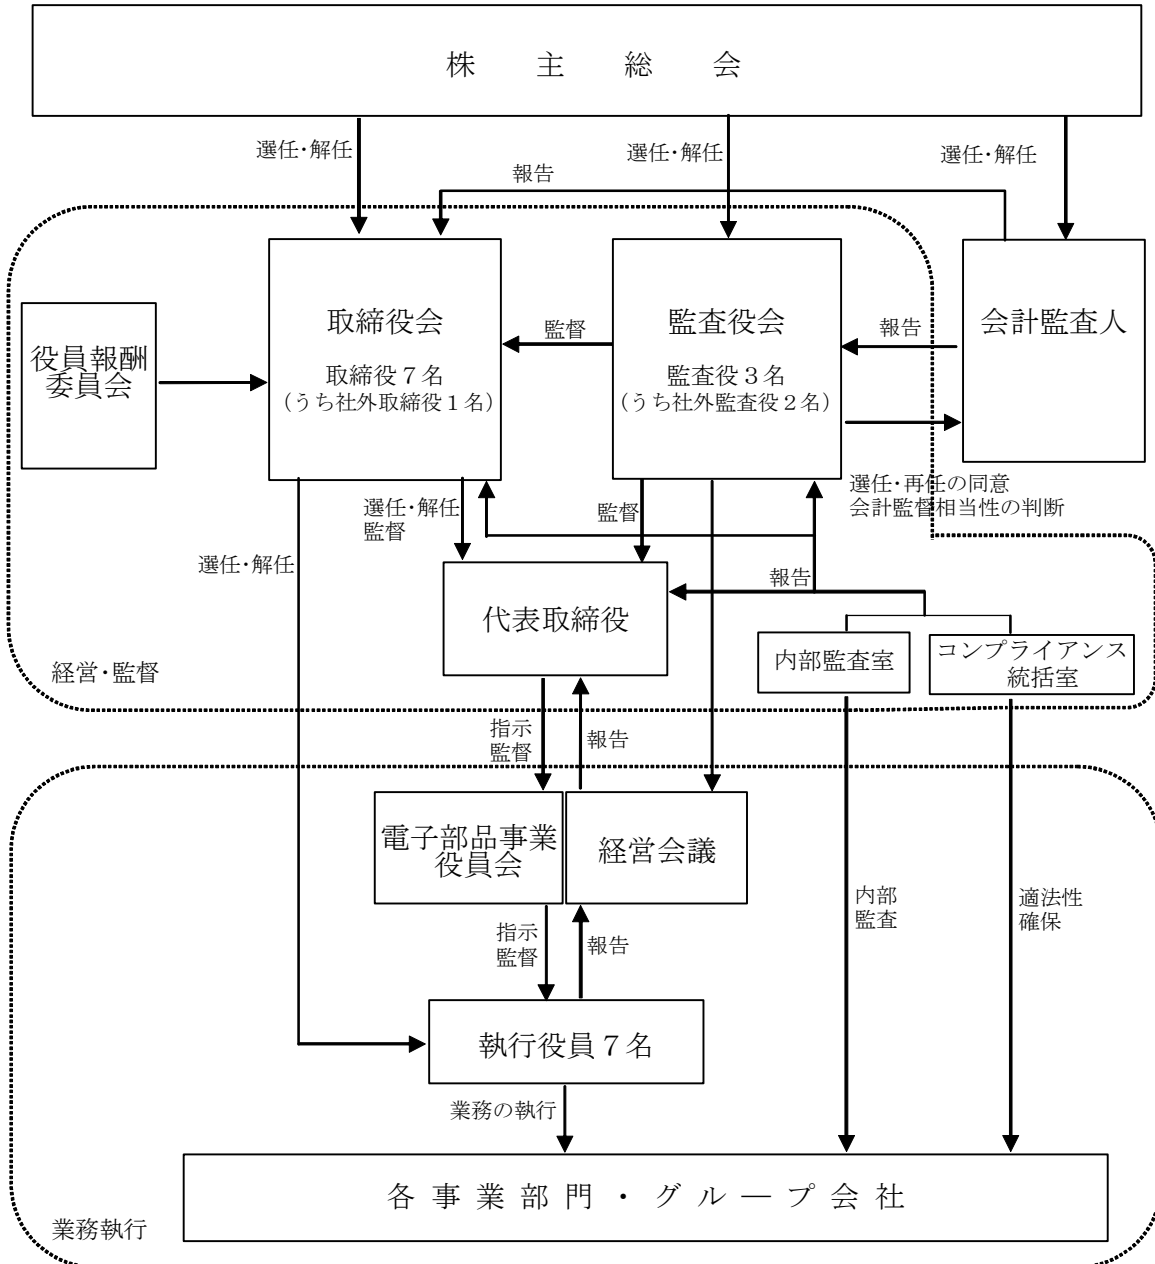 株主総会
選任・解任
選任・解任
選任・解任
報告
取締役会
取締役７名
（うち社外取締役１名）
監督
監査役会
監査役３名
（うち社外監査役２名）
報告
会計監査人
役員報酬
委員会
選任・再任の同意
会計監督相当性の判断
選任・解任
監督
監督
選任・解任
報告
代表取締役
内部監査室
コンプライアンス
統括室
経営・監督
指示
監督
報告
電子部品事業
役員会
経営会議
内部
監査
適法性
確保
指示
監督
報告
執行役員７名
業務の執行
各事業部門・グループ会社
業務執行